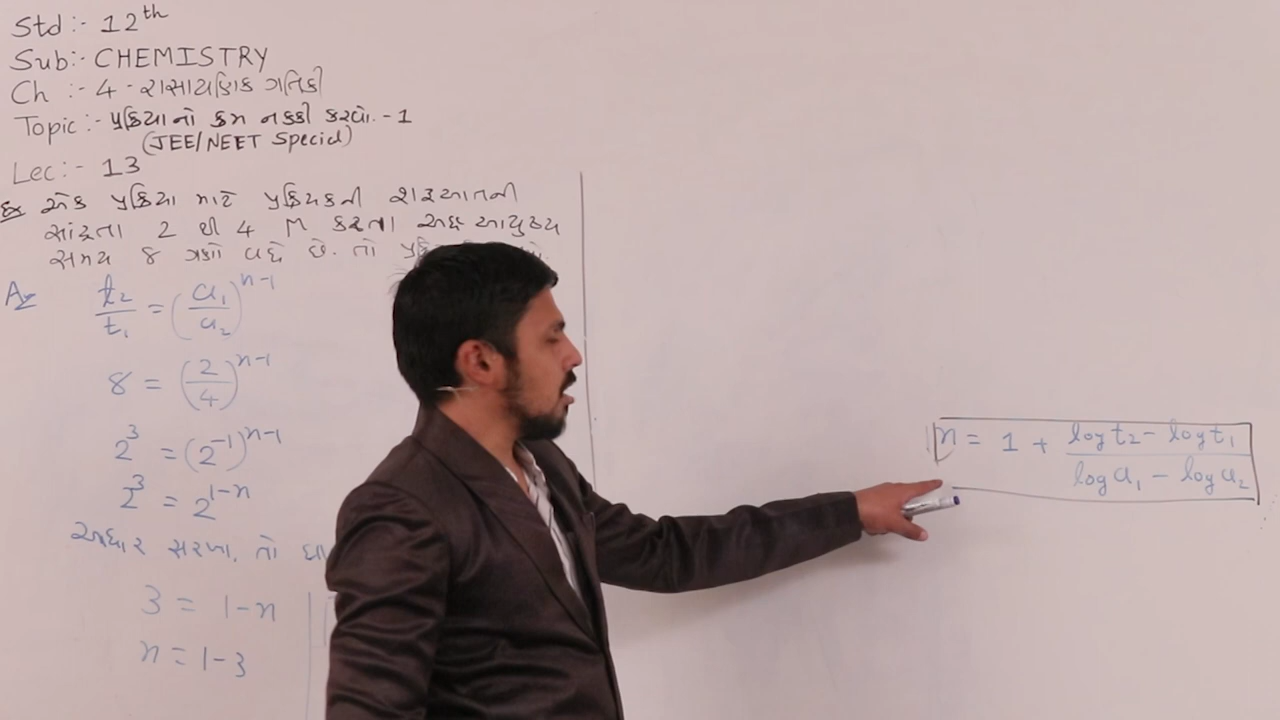 Std :- 12th
Sub:- CHEMISTRY
Ch :- 4 - રાસાયણિક ગતિકી
Topic :- પ્રક્રિયાનો ક્રમ નક્કી કરવો. - 1
(JEE/NEET Special)
Lec :- 13
Ex એક પ્રક્રિયા માટે પ્રક્રિયકની શરૂઆતની
સાંદ્રતા 2 થી 4 M કરતા અર્ધ આયુષ્ય
સમય 8 ગણો વધે છે. તો
A t₂/t₁ = (a₁/a₂)^(n-1)
8 = (2/4)^(n-1)
2^3 = (2^-1)^(n-1)
2^3 = 2^(1-n)
આધાર સરખા, તો ઘા
3 = 1-n
n = 1-3
n = 1 + (log t₂ - log t₁)/(log a₁ - log a₂)